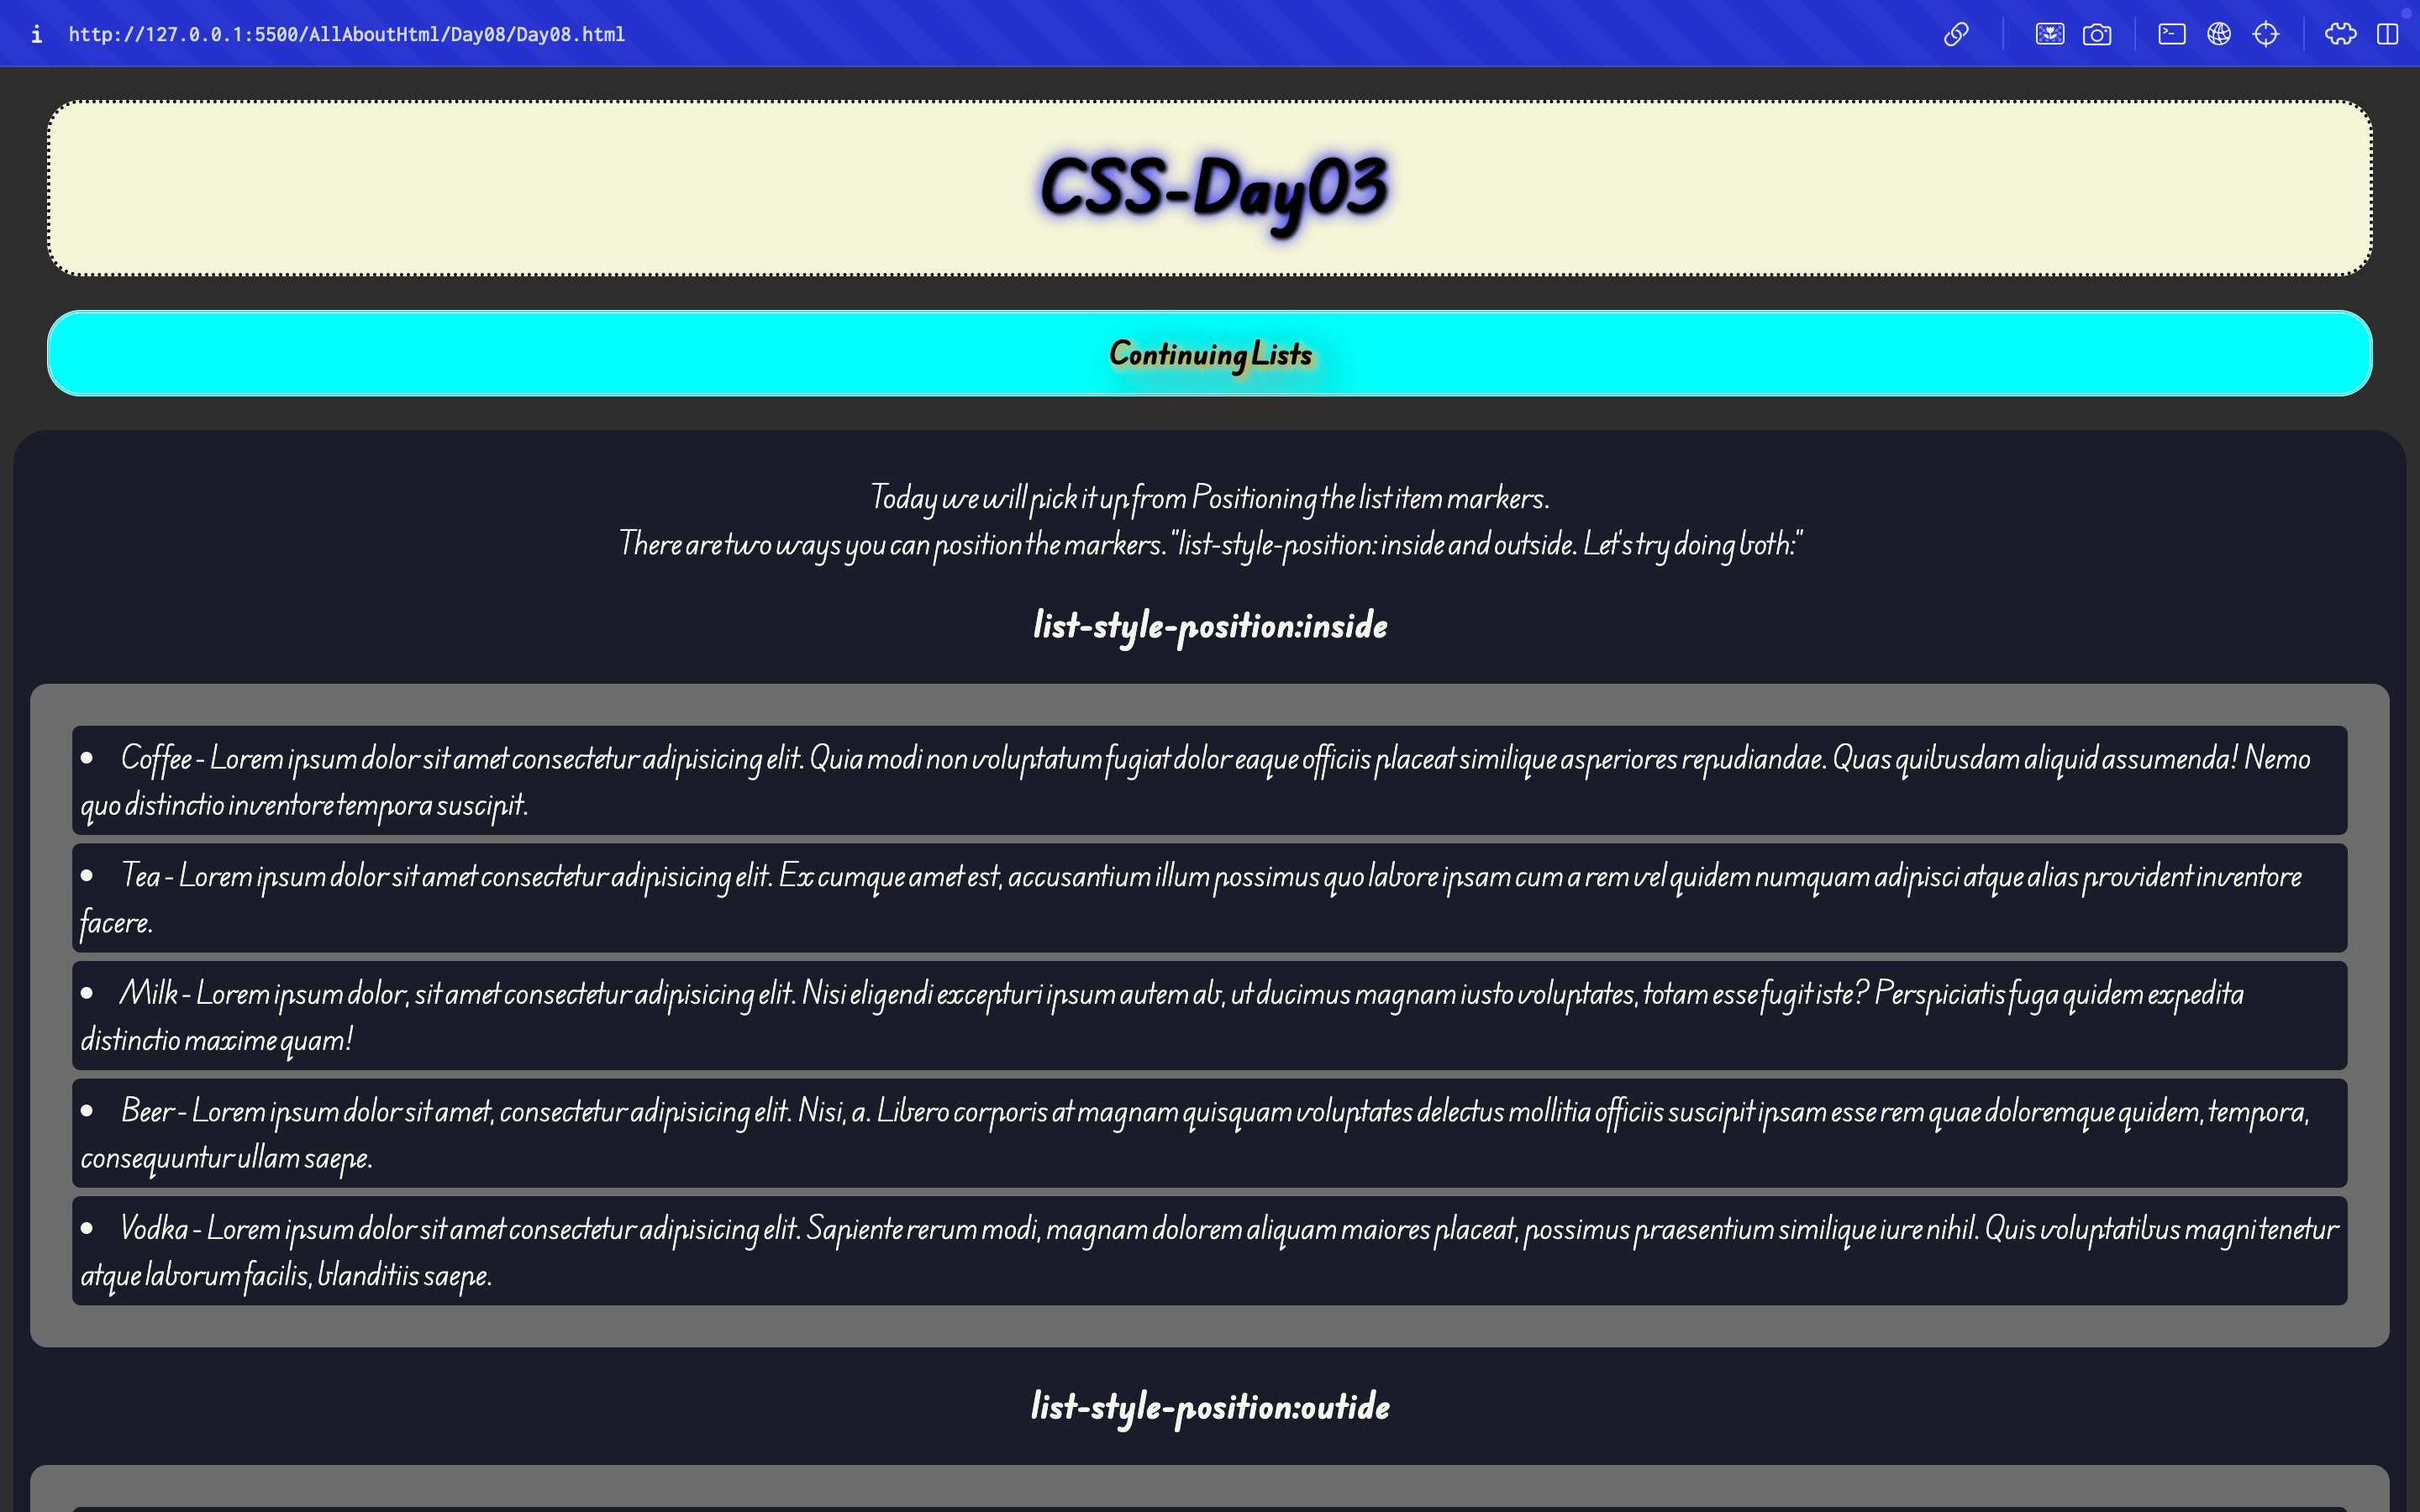 http://127.0.0.1:5500/AllAboutHtml/Day08/Day08.html
CSS-Day03
Continuing Lists
Today we will pick it up from Positioning the list item markers.
There are two ways you can position the markers. "list-style-position: inside and outside. Let's try doing both:"
list-style-position:inside
• Coffee - Lorem ipsum dolor sit amet consectetur adipisicing elit. Quia modi non voluptatum fugiat dolor eaque officiis placeat similique asperiores repudiandae. Quas quibusdam aliquid assumenda! Nemo
quo distinctio inventore tempora suscipit.
• Tea - Lorem ipsum dolor sit amet consectetur adipisicing elit. Ex cumque amet est, accusantium illum possimus quo labore ipsam cum a rem vel quidem numquam adipisci atque alias provident inventore
facere.
• Milk - Lorem ipsum dolor, sit amet consectetur adipisicing elit. Nisi eligendi excepturi ipsum autem ab, ut ducimus magnam iusto voluptates, totam esse fugit iste? Perspiciatis fuga quidem expedita
distinctio maxime quam!
• Beer - Lorem ipsum dolor sit amet, consectetur adipisicing elit. Nisi, a. Libero corporis at magnam quisquam voluptates delectus mollitia officiis suscipit ipsam esse rem quae doloremque quidem, tempora,
consequuntur ullam saepe.
• Vodka - Lorem ipsum dolor sit amet consectetur adipisicing elit. Sapiente rerum modi, magnam dolorem aliquam maiores placeat, possimus praesentium similique iure nihil. Quis voluptatibus magni tenetur
atque laborum facilis, blanditiis saepe.
list-style-position:outide